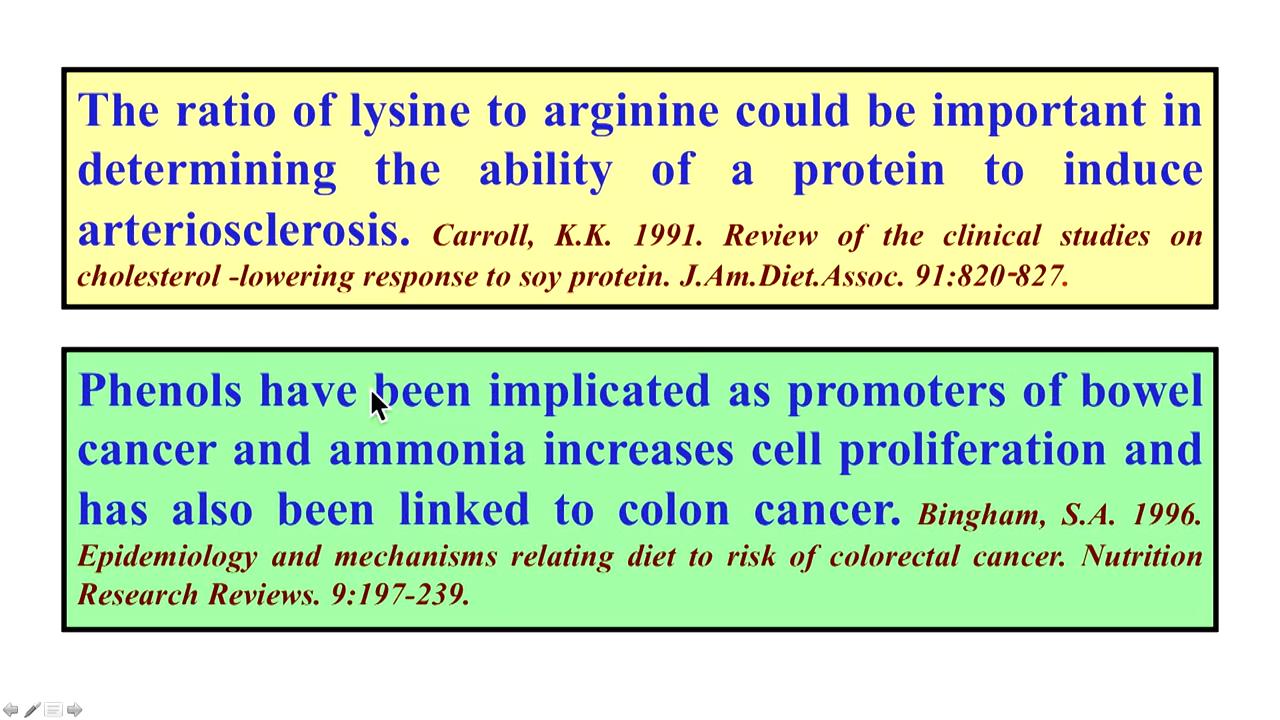 The ratio of lysine to arginine could be important in
determining the ability of a protein to induce
arteriosclerosis. Carroll, K.K. 1991. Review of the clinical studies on
cholesterol -lowering response to soy protein. J.Am.Diet.Assoc. 91:820-827.
Phenols have been implicated as promoters of bowel
cancer and ammonia increases cell proliferation and
has also been linked to colon cancer. Bingham, S.A. 1996.
Epidemiology and mechanisms relating diet to risk of colorectal cancer. Nutrition
Research Reviews. 9:197-239.